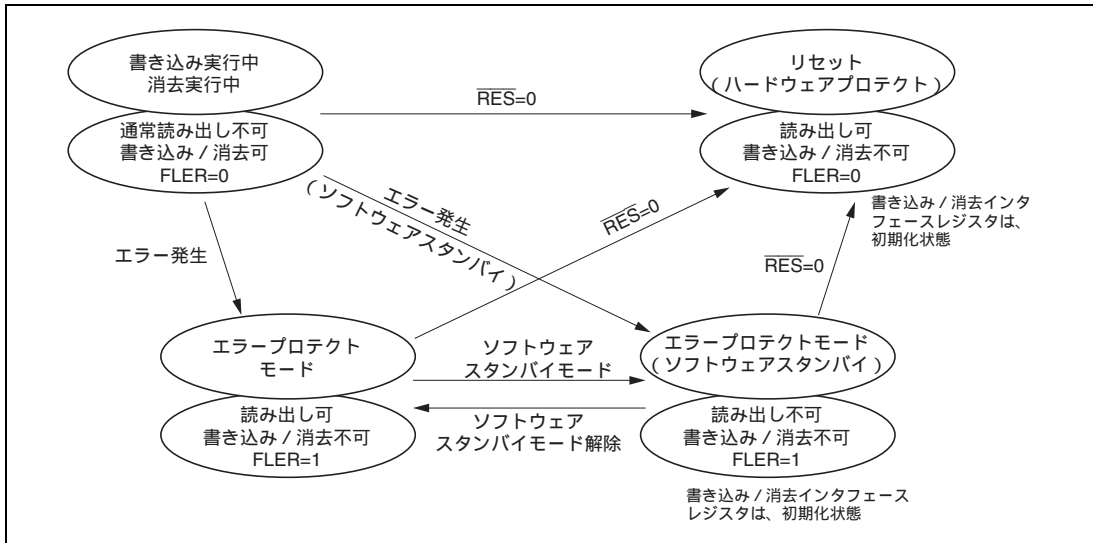 書き込み実行中
消去実行中
通常読み出し不可
書き込み / 消去可
FLER=0
RES=0
リセット
( ハードウェアプロテクト )
読み出し可
書き込み / 消去不可
FLER=0
書き込み / 消去インタ
フェースレジスタは、
初期化状態
エラー発生
エラー発生
( ソフトウェアスタンバイ )
RES=0
RES=0
エラープロテクト
モード
読み出し可
書き込み / 消去不可
FLER=1
ソフトウェア
スタンバイモード
ソフトウェア
スタンバイモード解除
エラープロテクトモード
( ソフトウェアスタンバイ )
読み出し不可
書き込み / 消去不可
FLER=1
書き込み / 消去インタフェース
レジスタは、初期化状態